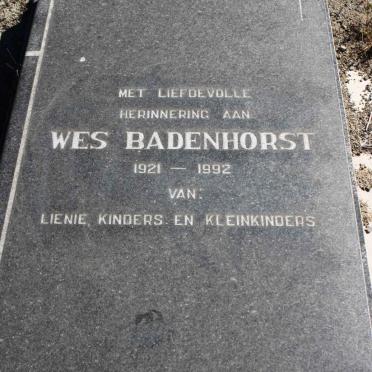 MET LIEFDEVOLLE
HERINNERING AAN
WES BADENHORST
1921 — 1992
VAN:
LIENIE, KINDERS EN KLEINKINDERS